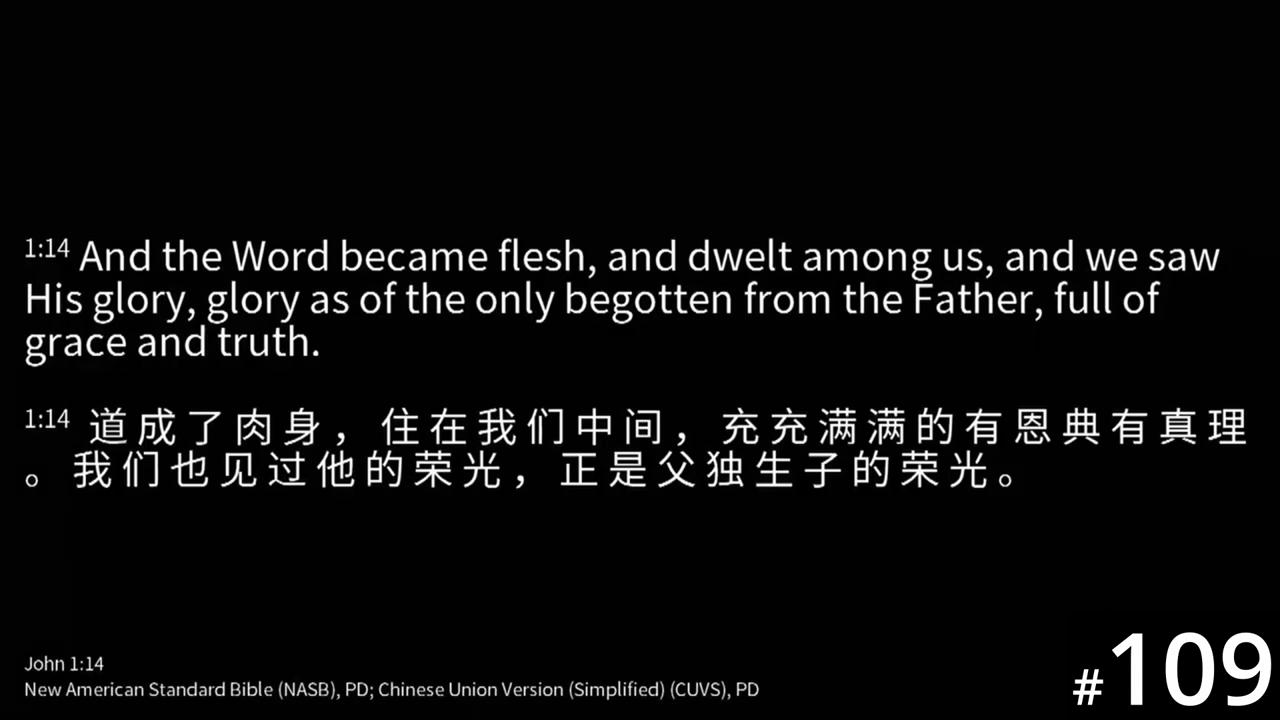 1:14 And the Word became flesh, and dwelt among us, and we saw
His glory, glory as of the only begotten from the Father, full of
grace and truth.
1:14 道成了肉身，住在我们中间，充充满满的有恩典有真理
。我们也见过他的荣光，正是父独生子的荣光。
John 1:14
New American Standard Bible (NASB), PD; Chinese Union Version (Simplified) (CUVS), PD
#109